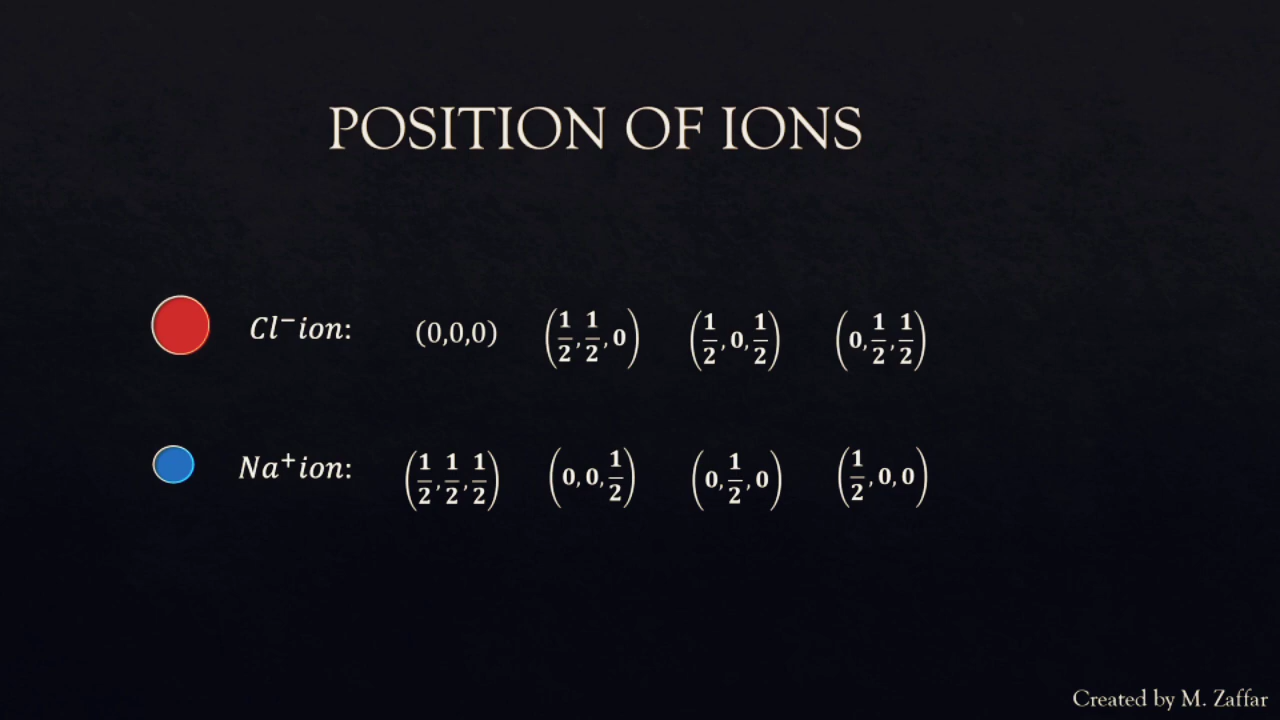 POSITION OF IONS
Cl⁻ion: (0,0,0) (1/2,1/2,0) (1/2,0,1/2) (0,1/2,1/2)
Na⁺ion: (1/2,1/2,1/2) (0,0,1/2) (0,1/2,0) (1/2,0,0)
Created by M. Zaffar